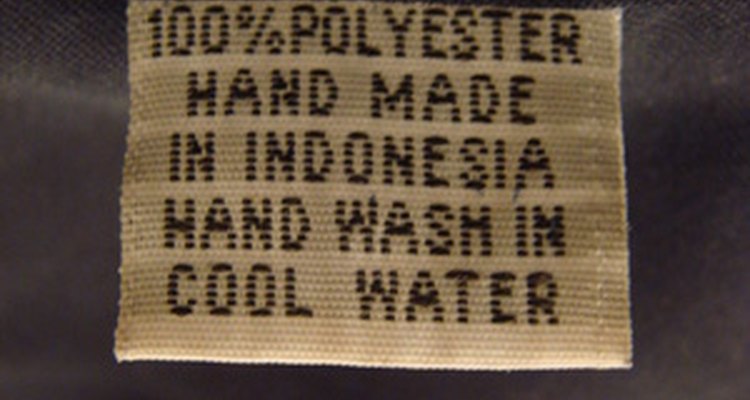 100%POLYESTER
HAND MADE
IN INDONESIA
HAND WASH IN
COOL WATER